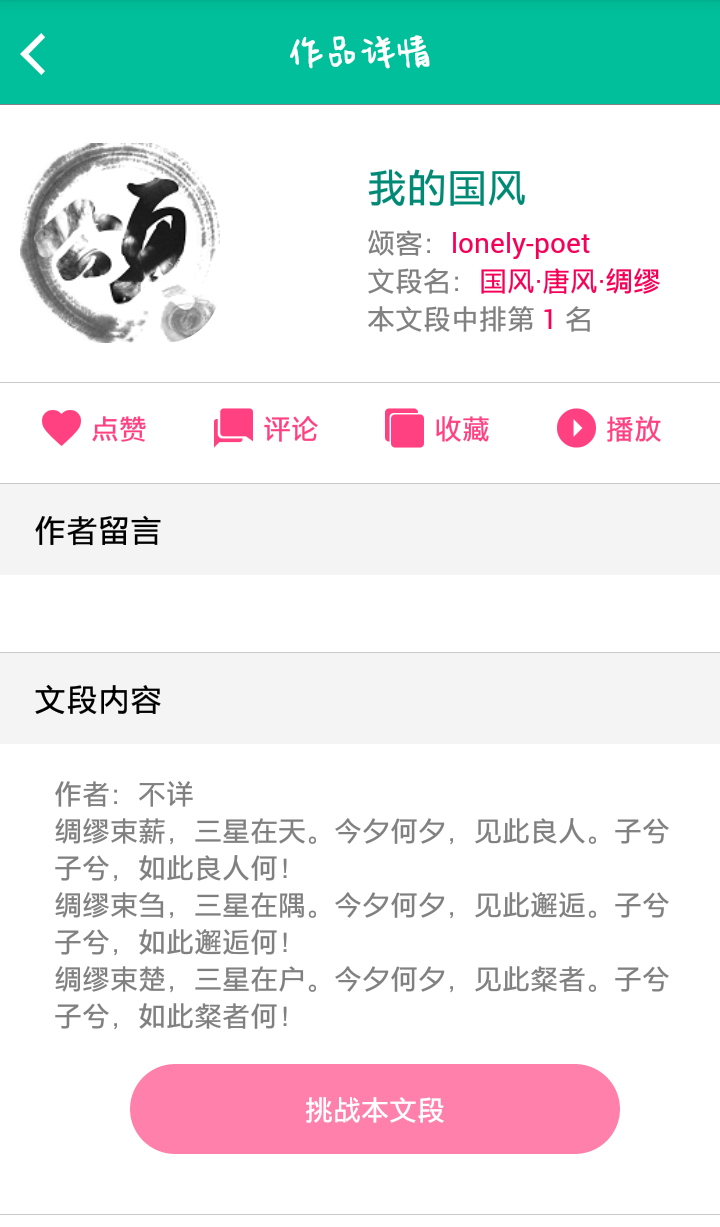 作品详情
颂
我的国风
颂客：lonely-poet
文段名：国风·唐风·绸缪
本文段中排第 1 名
点赞 评论 收藏 播放
作者留言
文段内容
作者：不详
绸缪束薪，三星在天。今夕何夕，见此良人。子兮
子兮，如此良人何！
绸缪束刍，三星在隅。今夕何夕，见此邂逅。子兮
子兮，如此邂逅何！
绸缪束楚，三星在户。今夕何夕，见此粲者。子兮
子兮，如此粲者何！
挑战本文段